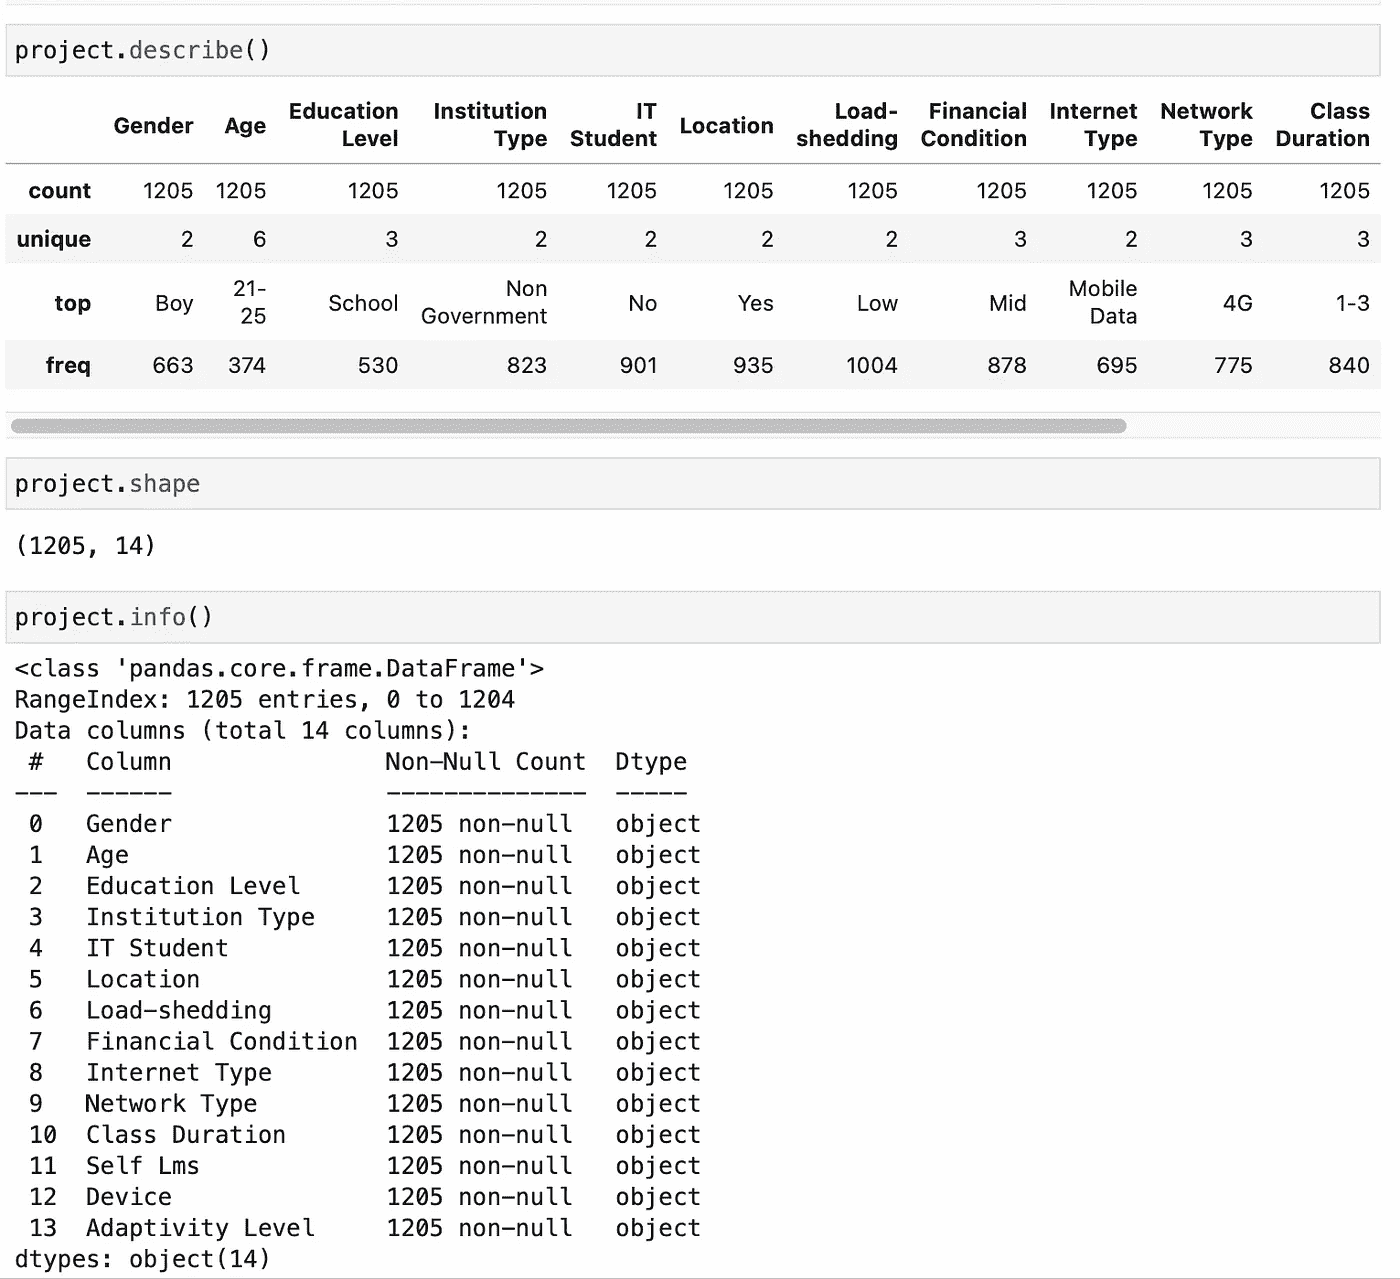 project.describe()
Gender Age Education Level Institution Type IT Student Location Load-shedding Financial Condition Internet Type Network Type Class Duration
count 1205 1205 1205 1205 1205 1205 1205 1205 1205 1205 1205
unique 2 6 3 2 2 2 2 3 2 3 3
top Boy 21-25 School Non Government No Yes Low Mid Mobile Data 4G 1-3
freq 663 374 530 823 901 935 1004 878 695 775 840
project.shape
(1205, 14)
project.info()
<class 'pandas.core.frame.DataFrame'>
RangeIndex: 1205 entries, 0 to 1204
Data columns (total 14 columns):
#   Column               Non-Null Count  Dtype
---  ------               --------------  -----
0   Gender               1205 non-null   object
1   Age                  1205 non-null   object
2   Education Level      1205 non-null   object
3   Institution Type     1205 non-null   object
4   IT Student           1205 non-null   object
5   Location             1205 non-null   object
6   Load-shedding        1205 non-null   object
7   Financial Condition  1205 non-null   object
8   Internet Type        1205 non-null   object
9   Network Type         1205 non-null   object
10  Class Duration       1205 non-null   object
11  Self Lms             1205 non-null   object
12  Device               1205 non-null   object
13  Adaptivity Level     1205 non-null   object
dtypes: object(14)